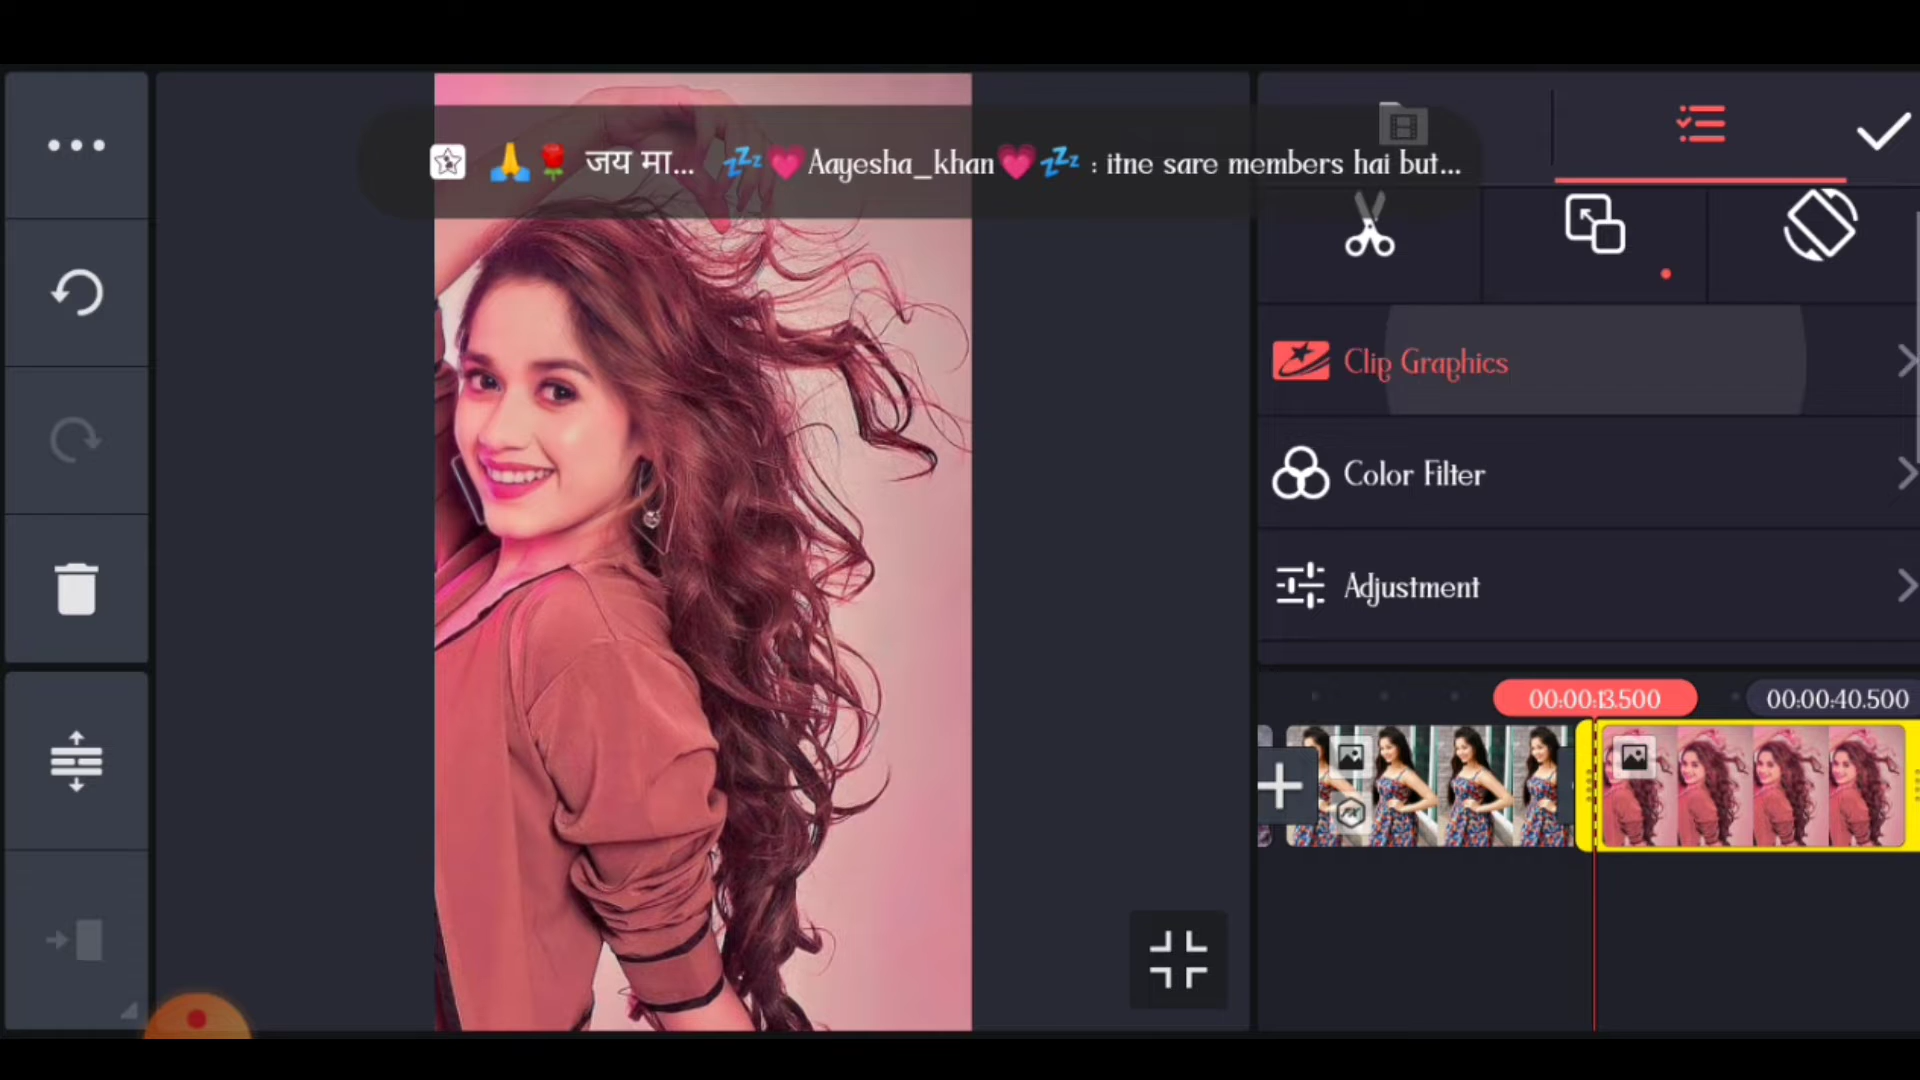 🙏🌹 जय मा... 💤💗Aayesha_khan💗💤 : itne sare members hai but...
Clip Graphics
Color Filter
Adjustment
00:00:13.500
00:00:40.500